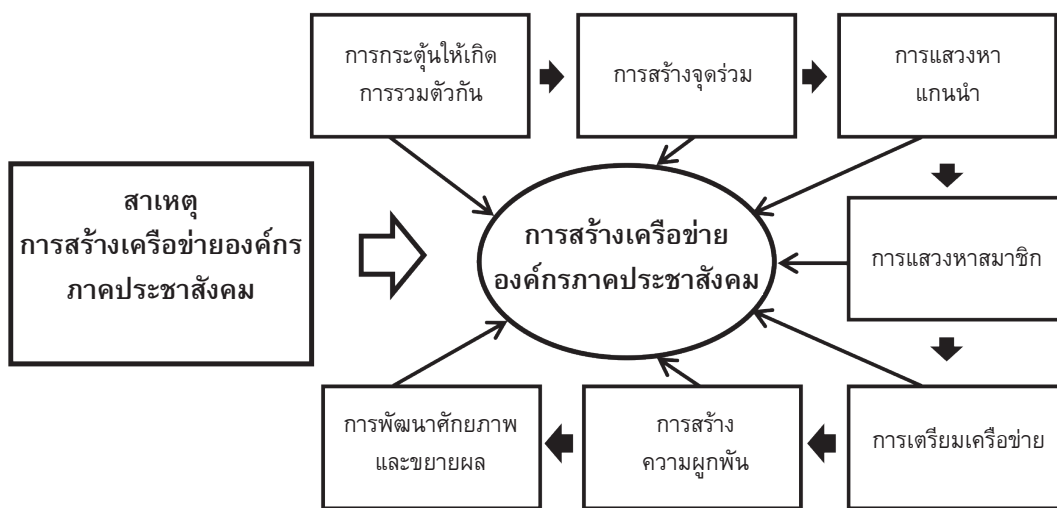 การกระตุ้นให้เกิด
การรวมตัวกัน
การสร้างจุดร่วม
การแสวงหา
แกนนำ
สาเหตุ
การสร้างเครือข่ายองค์กร
ภาคประชาสังคม
การสร้างเครือข่าย
องค์กรภาคประชาสังคม
การแสวงหาสมาชิก
การพัฒนาศักยภาพ
และขยายผล
การสร้าง
ความผูกพัน
การเตรียมเครือข่าย